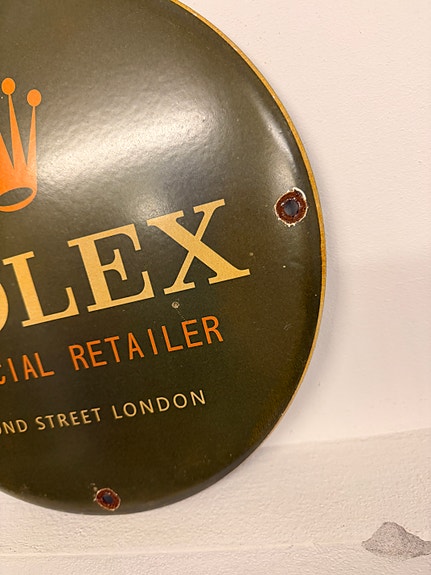 OLEX
CIAL RETAILER
OND STREET LONDON